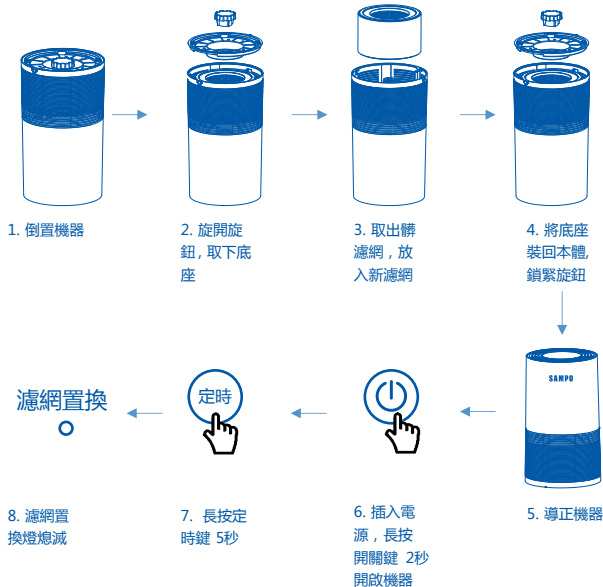 1. 倒置機器
2. 旋開旋
鈕，取下底
座
3. 取出髒
濾網，放
入新濾網
4. 將底座
裝回本體,
鎖緊旋鈕
SAMPO
5. 導正機器
6. 插入電
源，長按
開關鍵 2秒
開啟機器
定時
7. 長按定
時鍵 5秒
濾網置換
8. 濾網置
換燈熄滅